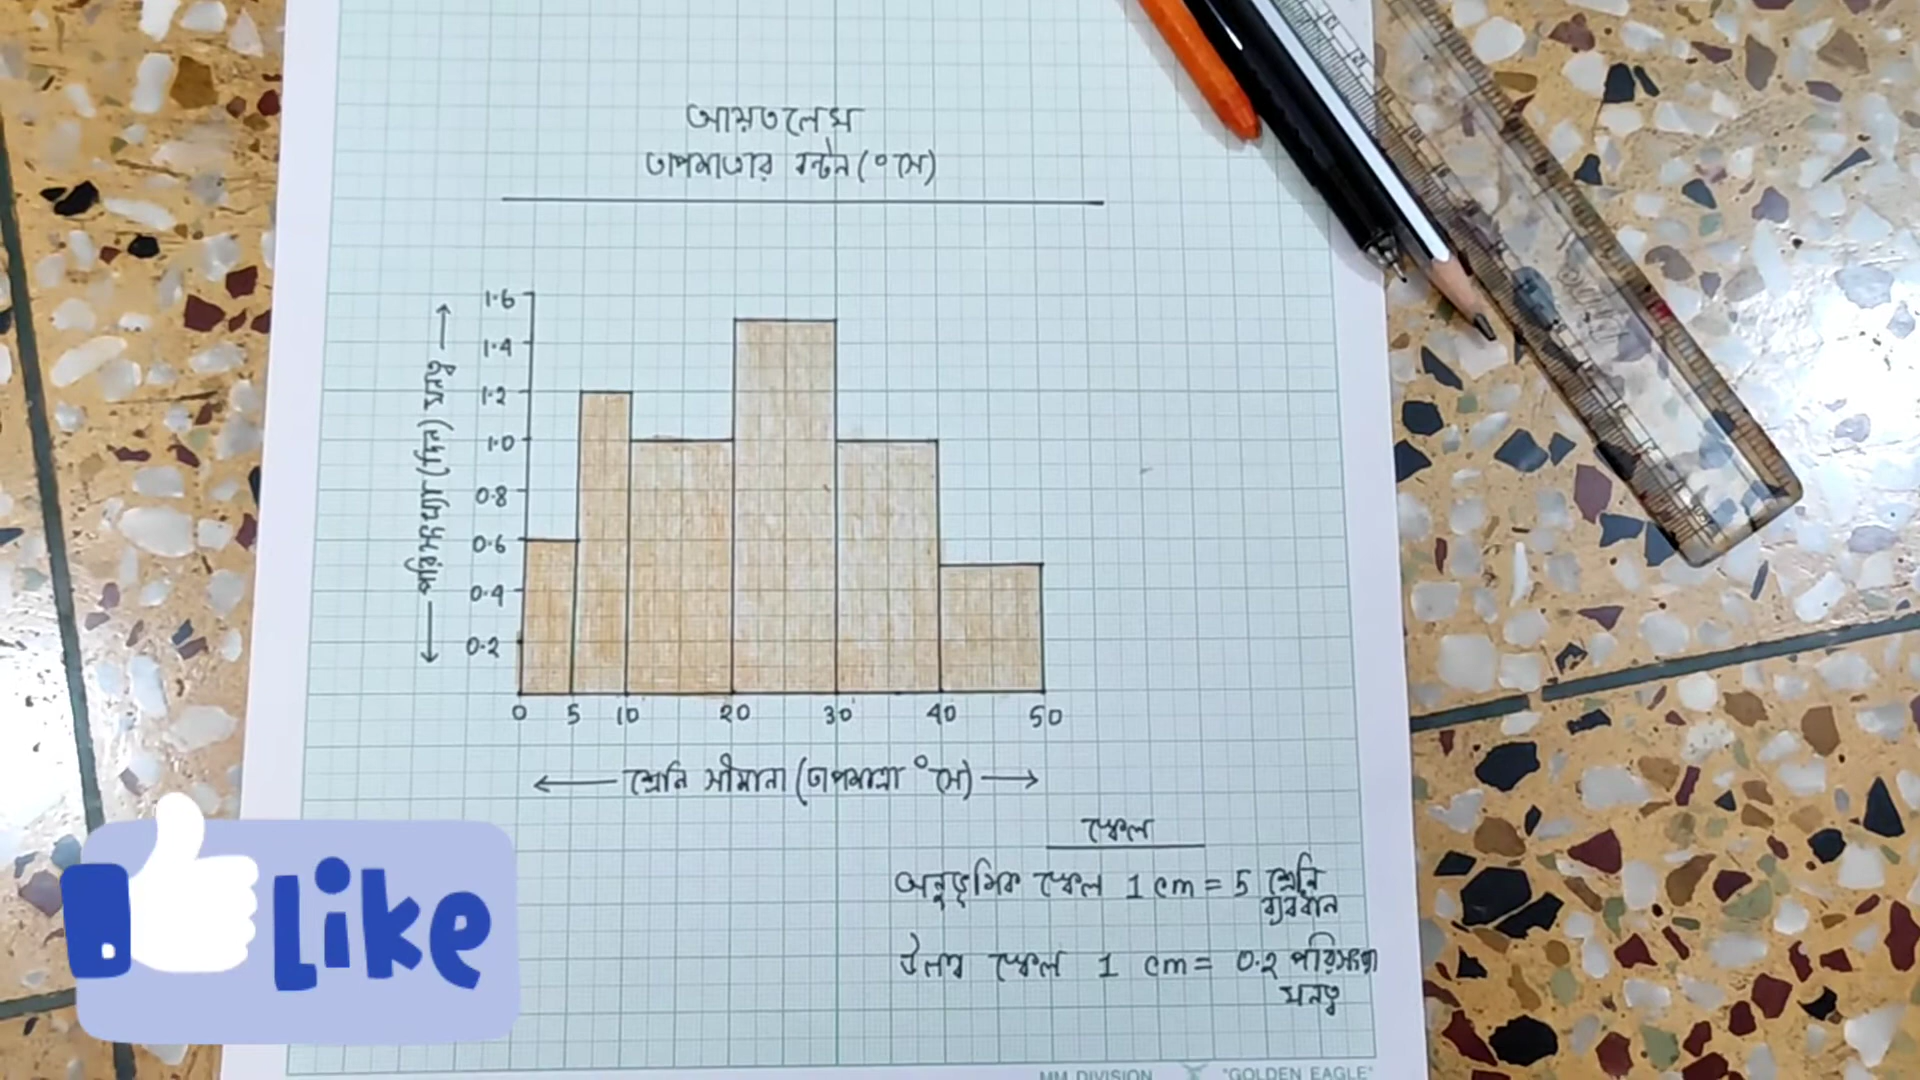 আয়তলেখ
তাপমাত্রার বন্টন (°সে)
1.6
1.4
1.2
1.0
0.8
0.6
0.4
0.2
পরিসংখ্যা (দিন) ঘনত্ব
0 5 10 20 30 40 50
শ্রেনি সীমানা (তাপমাত্রা °সে)
স্কেল
অনুভূমিক স্কেল 1 cm = 5 শ্রেনি
ব্যবধান
উলম্ব স্কেল 1 cm = 0.2 পরিসংখ্যা
ঘনত্ব
Like
MM DIVISION "GOLDEN EAGLE"